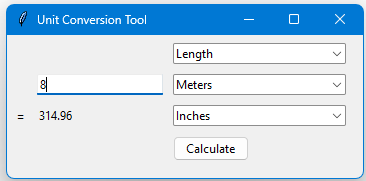 Unit Conversion Tool
Length
8 Meters
= 314.96 Inches
Calculate